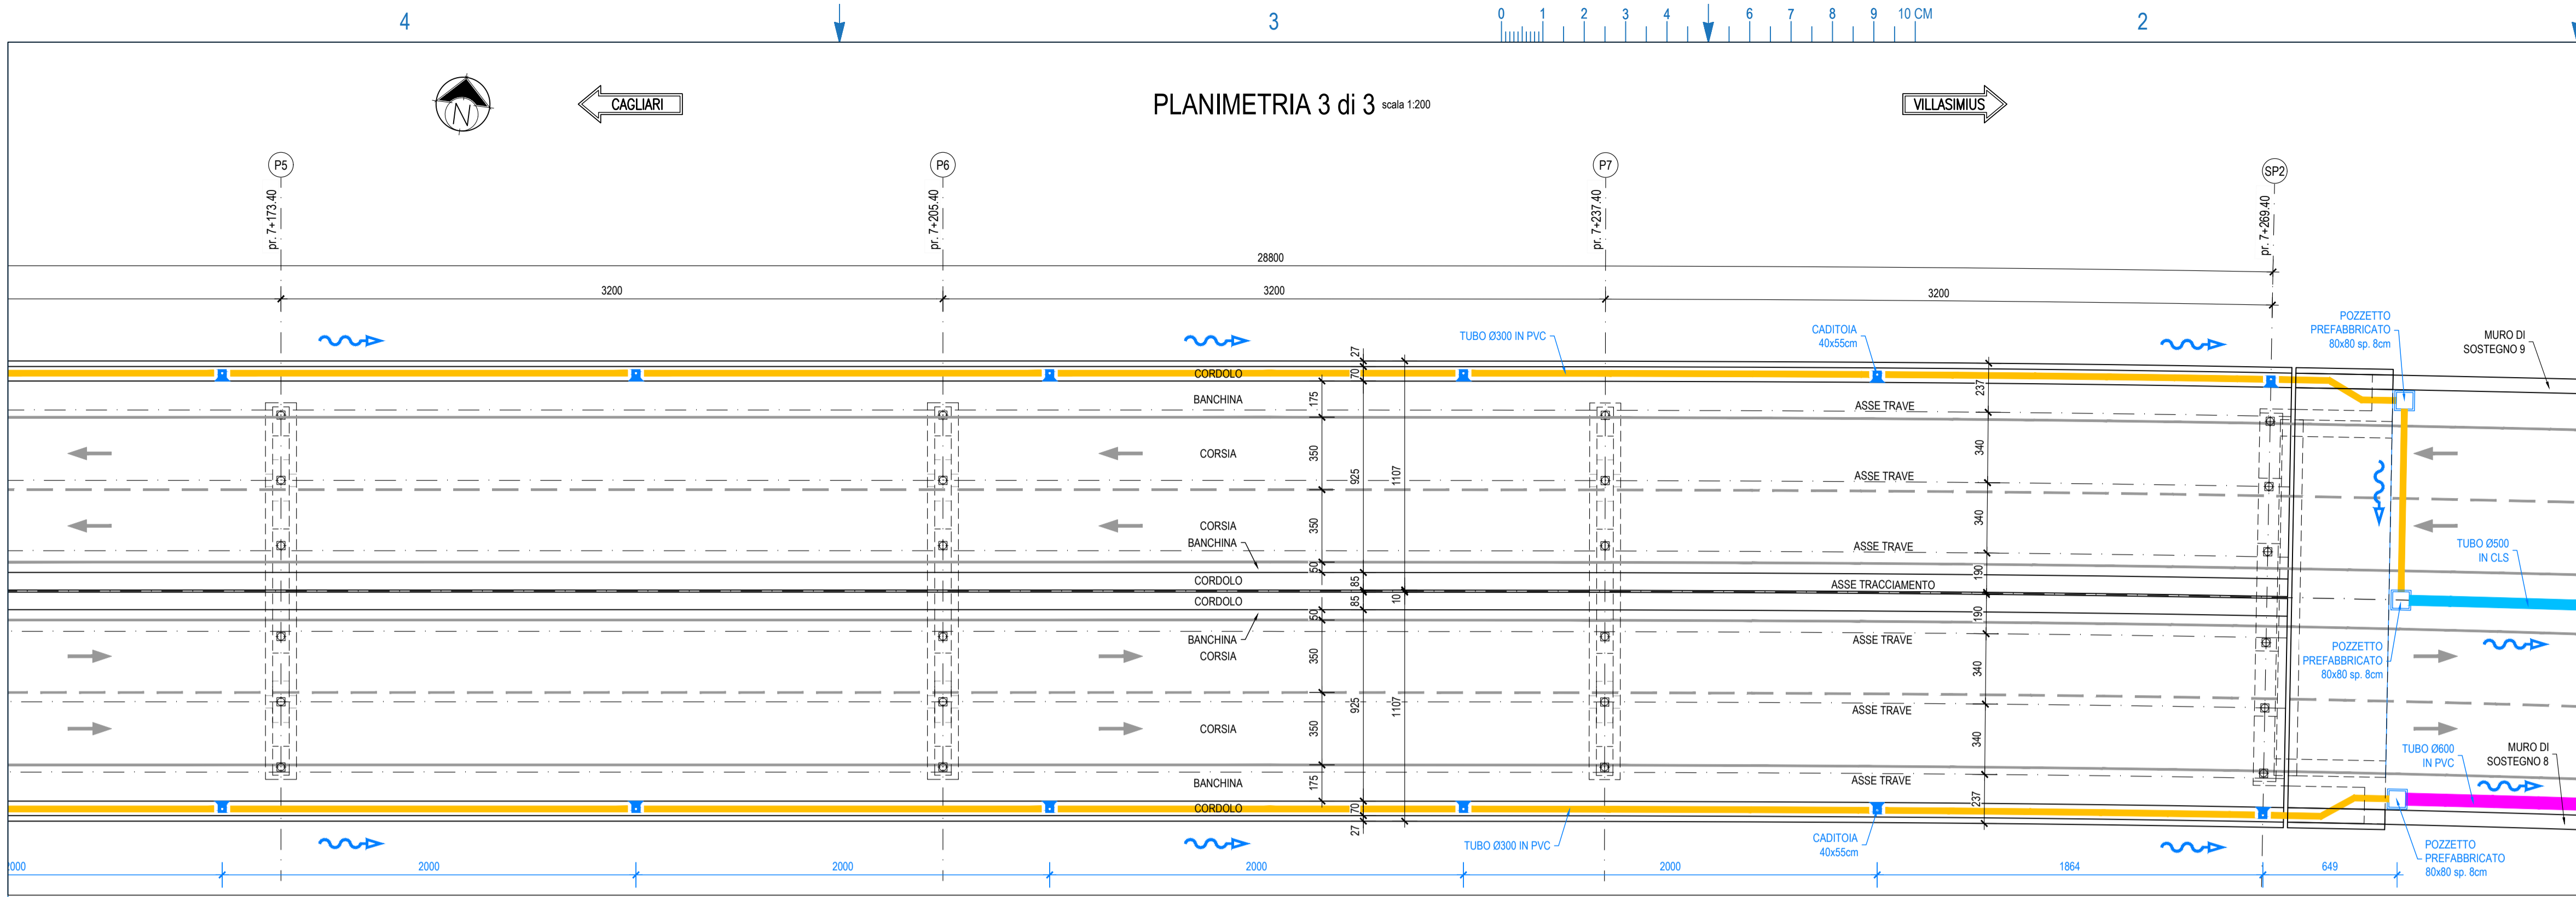 4
3
2
0 1 2 3 4 6 7 8 9 10 CM
N
CAGLIARI
PLANIMETRIA 3 di 3 scala 1:200
VILLASIMIUS
P5
P6
P7
SP2
pr. 7+173.40
pr. 7+205.40
pr. 7+237.40
pr. 7+269.40
28800
3200
3200
3200
TUBO Ø300 IN PVC
CADITOIA
40x55cm
POZZETTO
PREFABBRICATO
80x80 sp. 8cm
MURO DI
SOSTEGNO 9
CORDOLO
27
70
237
BANCHINA
175
ASSE TRAVE
CORSIA
350
925
1107
340
ASSE TRAVE
CORSIA
350
340
BANCHINA
ASSE TRAVE
TUBO Ø500
IN CLS
50
190
CORDOLO
85
ASSE TRACCIAMENTO
CORDOLO
85
10
50
190
BANCHINA
ASSE TRAVE
CORSIA
350
340
POZZETTO
PREFABBRICATO
80x80 sp. 8cm
925
1107
ASSE TRAVE
CORSIA
350
340
TUBO Ø600
IN PVC
MURO DI
SOSTEGNO 8
BANCHINA
175
ASSE TRAVE
CORDOLO
70
237
27
TUBO Ø300 IN PVC
CADITOIA
40x55cm
POZZETTO
PREFABBRICATO
80x80 sp. 8cm
2000
2000
2000
2000
1864
649